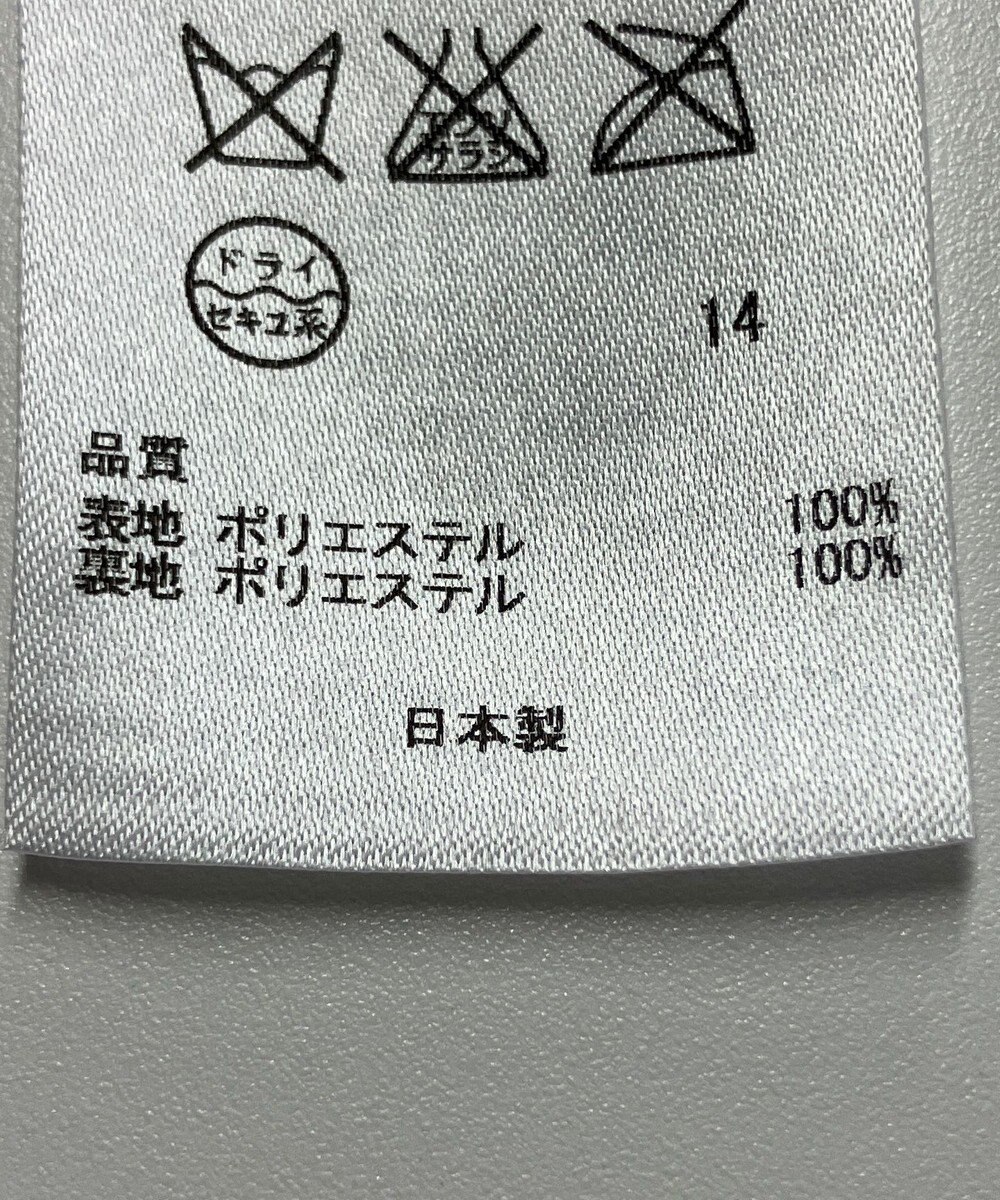 エンソ
サラシ
ドライ
セキユ系
14
品質
表地 ポリエステル 100%
裏地 ポリエステル 100%
日本製